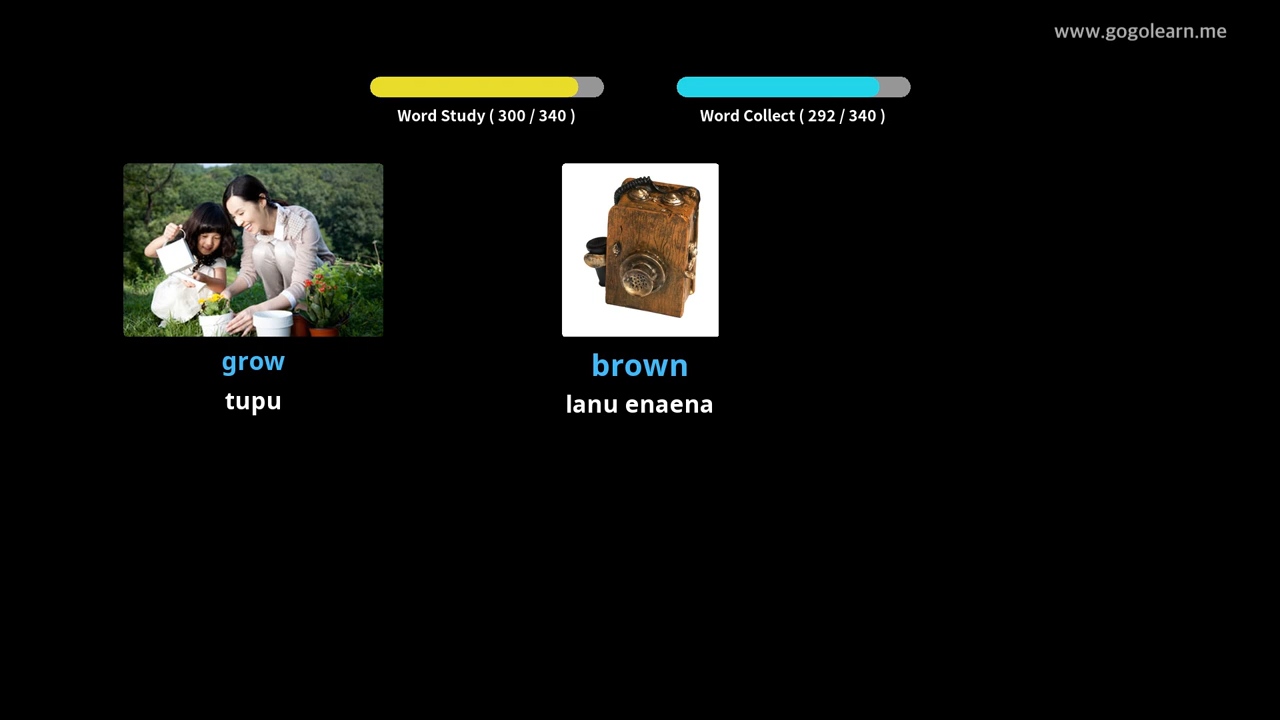 www.gogolearn.me
Word Study ( 300 / 340 )
Word Collect ( 292 / 340 )
grow
tupu
brown
lanu enaena